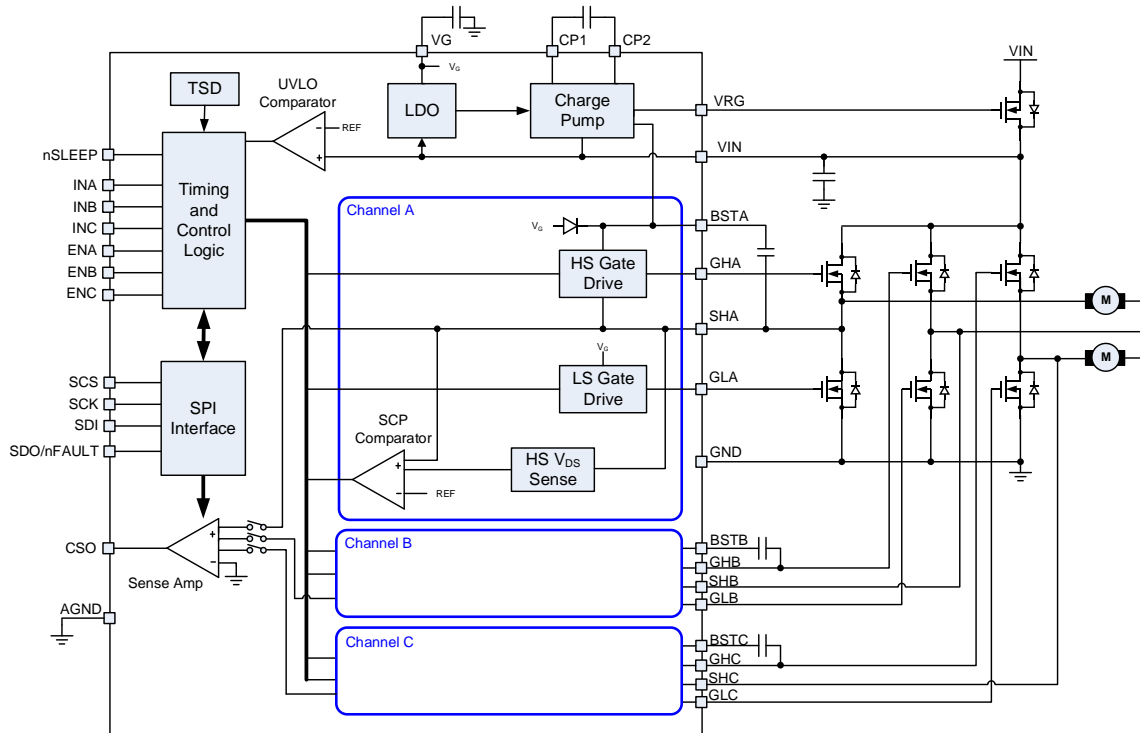 VG
CP1
CP2
VIN
VG
TSD
UVLO
Comparator
LDO
Charge
Pump
VRG
REF
nSLEEP
VIN
INA
INB
INC
ENA
ENB
ENC
Timing
and
Control
Logic
Channel A
VG
BSTA
HS Gate
Drive
GHA
M
SHA
VG
M
LS Gate
Drive
GLA
SCS
SCK
SDI
SDO/nFAULT
SPI
Interface
SCP
Comparator
HS VDS
Sense
REF
GND
CSO
Sense Amp
Channel B
BSTB
GHB
SHB
GLB
AGND
Channel C
BSTC
GHC
SHC
GLC